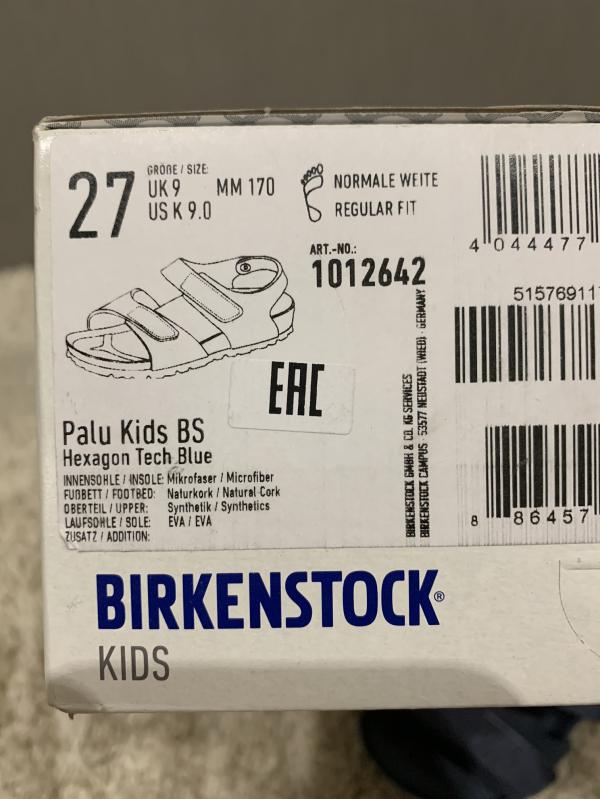 27
GRÖßE / SIZE:
UK 9 MM 170
US K 9.0
NORMALE WEITE
REGULAR FIT
ART.-NO.:
1012642
4 044477
51576911
EAC
BIRKENSTOCK GMBH & CO. KG SERVICES
BIRKENSTOCK CAMPUS · 53577 NEUSTADT (WIED) · GERMANY
Palu Kids BS
Hexagon Tech Blue
INNENSOHLE / INSOLE: Mikrofaser / Microfiber
FUßBETT / FOOTBED: Naturkork / Natural Cork
OBERTEIL / UPPER: Synthetik / Synthetics
LAUFSOHLE / SOLE: EVA / EVA
ZUSATZ / ADDITION:
8 86457
BIRKENSTOCK®
KIDS